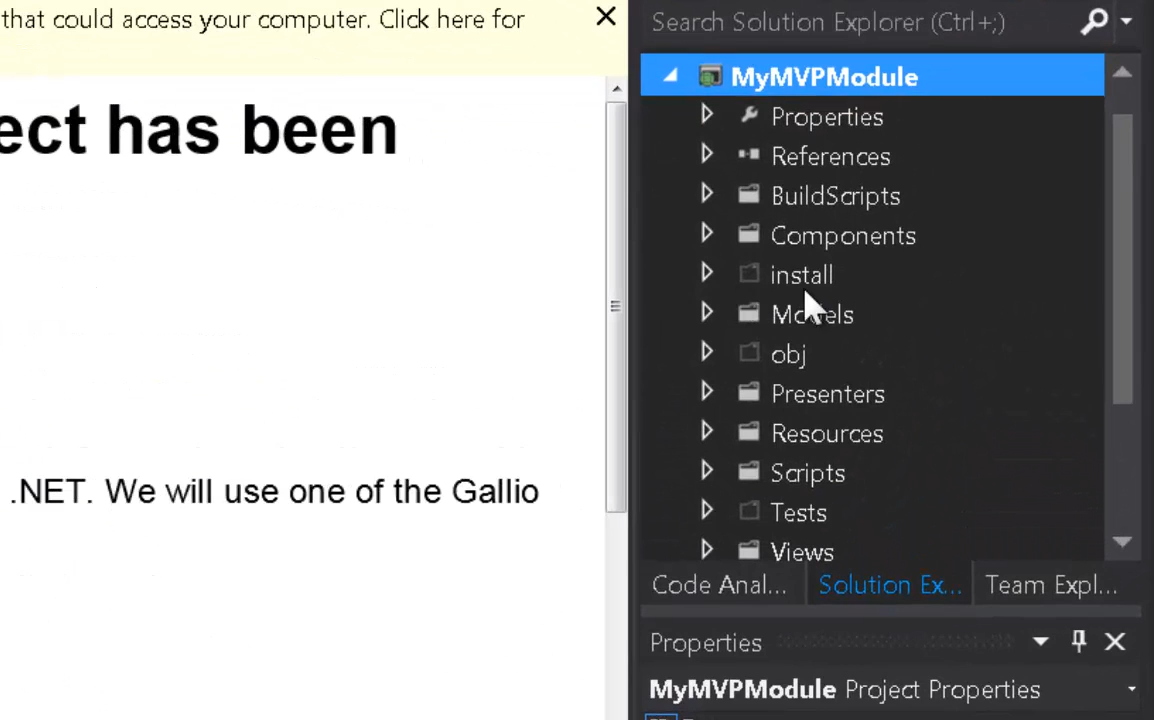 that could access your computer. Click here for
ect has been
.NET. We will use one of the Gallio
Search Solution Explorer (Ctrl+;)
MyMVPModule
Properties
References
BuildScripts
Components
install
Models
obj
Presenters
Resources
Scripts
Tests
Views
Code Anal... Solution Ex... Team Expl...
Properties
MyMVPModule Project Properties